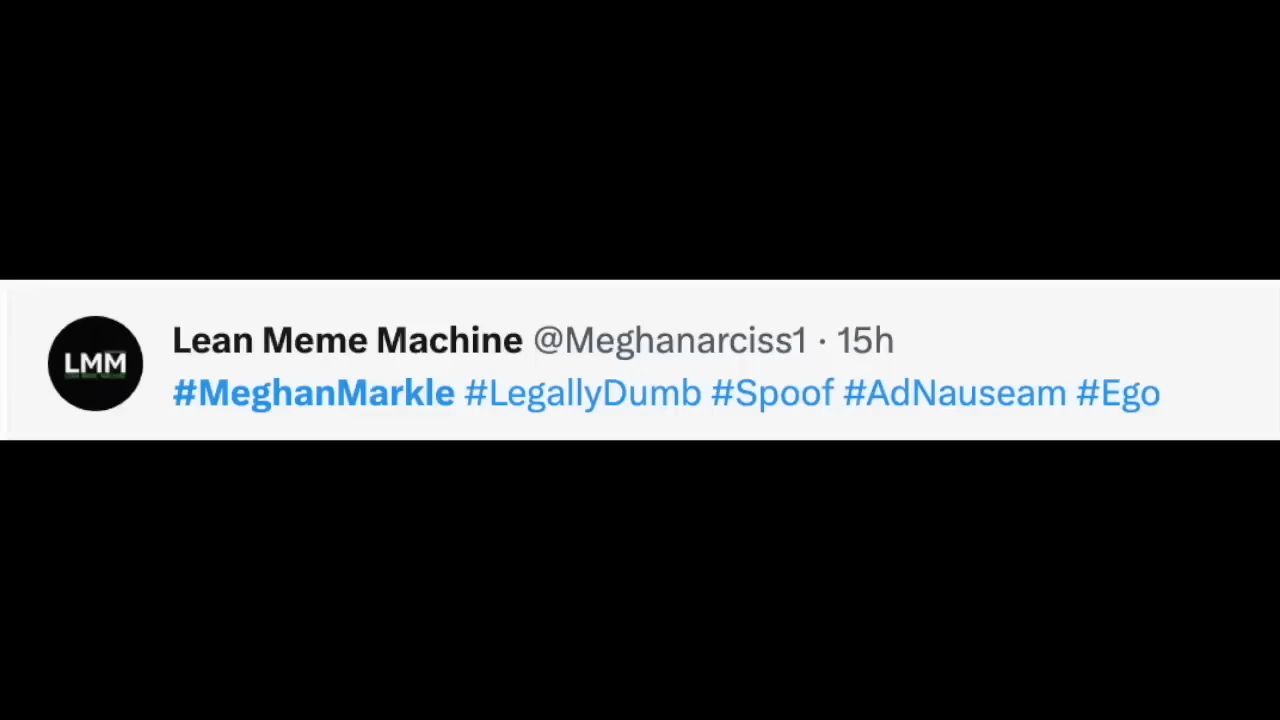 LMM
Lean Meme Machine @Meghanarciss1 · 15h
#MeghanMarkle #LegallyDumb #Spoof #AdNauseam #Ego